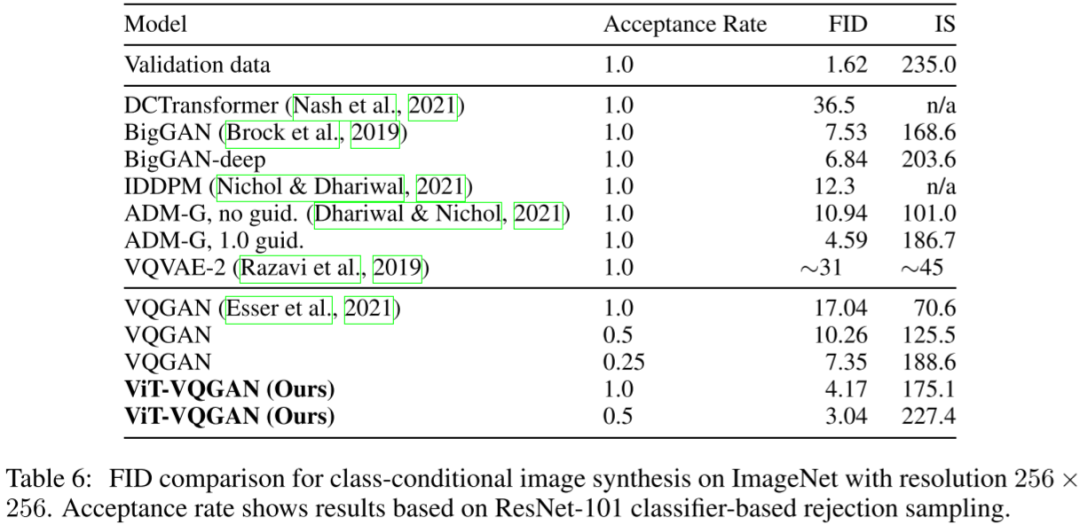 Model Acceptance Rate FID IS
Validation data 1.0 1.62 235.0
DCTransformer (Nash et al., 2021) 1.0 36.5 n/a
BigGAN (Brock et al., 2019) 1.0 7.53 168.6
BigGAN-deep 1.0 6.84 203.6
IDDPM (Nichol & Dhariwal, 2021) 1.0 12.3 n/a
ADM-G, no guid. (Dhariwal & Nichol, 2021) 1.0 10.94 101.0
ADM-G, 1.0 guid. 1.0 4.59 186.7
VQVAE-2 (Razavi et al., 2019) 1.0 ∼31 ∼45
VQGAN (Esser et al., 2021) 1.0 17.04 70.6
VQGAN 0.5 10.26 125.5
VQGAN 0.25 7.35 188.6
ViT-VQGAN (Ours) 1.0 4.17 175.1
ViT-VQGAN (Ours) 0.5 3.04 227.4
Table 6: FID comparison for class-conditional image synthesis on ImageNet with resolution 256 ×
256. Acceptance rate shows results based on ResNet-101 classifier-based rejection sampling.